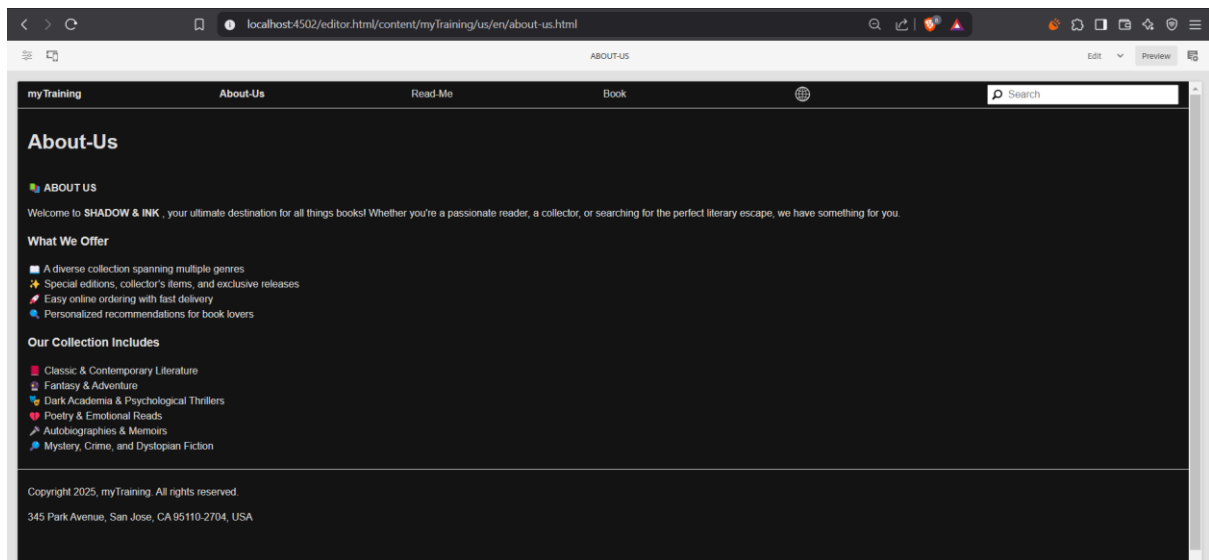 localhost:4502/editor.html/content/myTraining/us/en/about-us.html
ABOUT-US
Edit
Preview
myTraining About-Us Read-Me Book Search
About-Us
ABOUT US
Welcome to SHADOW & INK , your ultimate destination for all things books! Whether you're a passionate reader, a collector, or searching for the perfect literary escape, we have something for you.
What We Offer
A diverse collection spanning multiple genres
Special editions, collector's items, and exclusive releases
Easy online ordering with fast delivery
Personalized recommendations for book lovers
Our Collection Includes
Classic & Contemporary Literature
Fantasy & Adventure
Dark Academia & Psychological Thrillers
Poetry & Emotional Reads
Autobiographies & Memoirs
Mystery, Crime, and Dystopian Fiction
Copyright 2025, myTraining. All rights reserved.
345 Park Avenue, San Jose, CA 95110-2704, USA